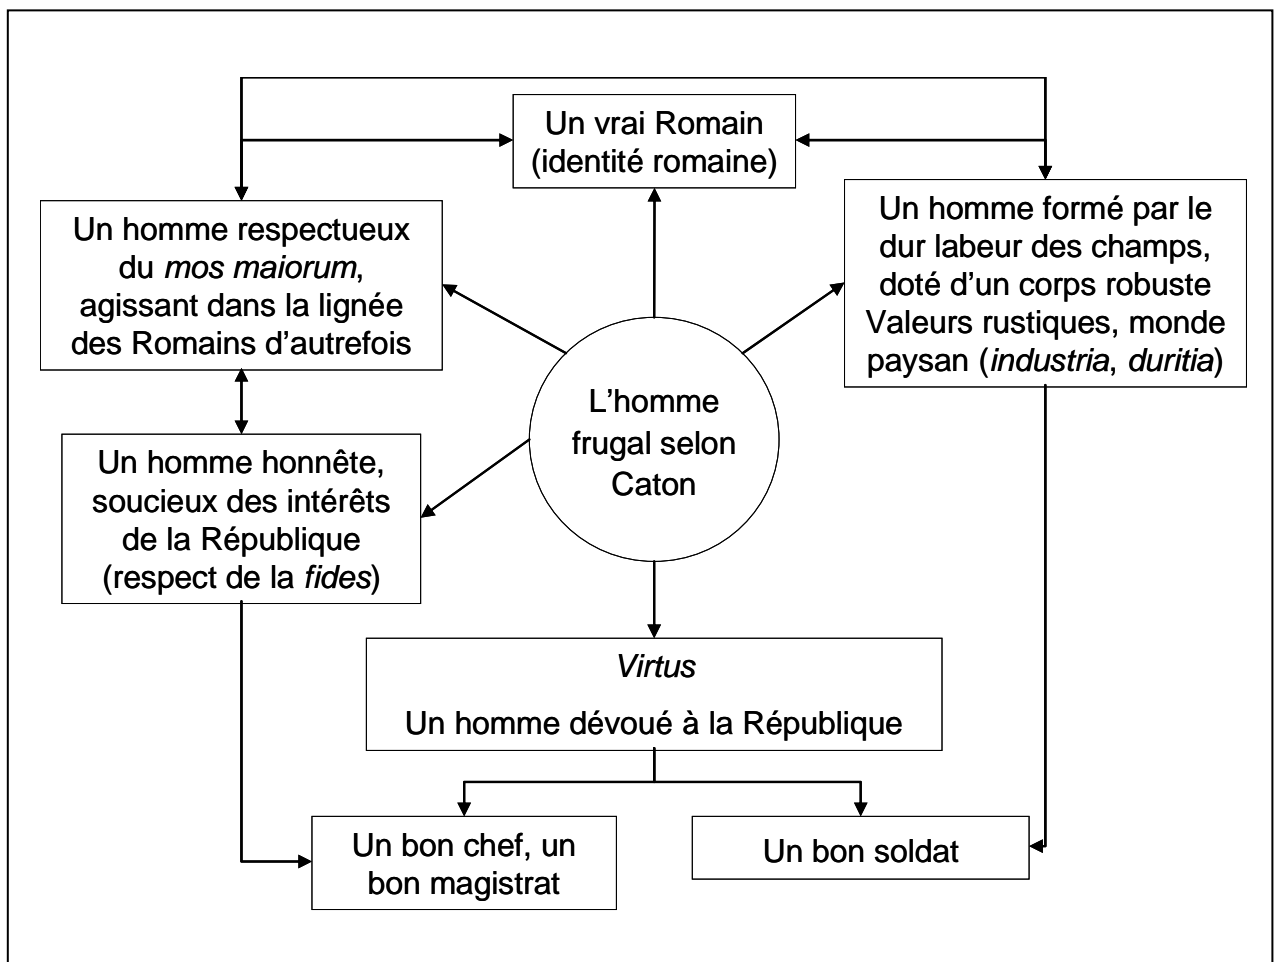 Un vrai Romain
(identité romaine)
Un homme respectueux
du mos maiorum,
agissant dans la lignée
des Romains d'autrefois
Un homme formé par le
dur labeur des champs,
doté d’un corps robuste
Valeurs rustiques, monde
paysan (industria, duritia)
L’homme
frugal selon
Caton
Un homme honnête,
soucieux des intérêts
de la République
(respect de la fides)
Virtus
Un homme dévoué à la République
Un bon chef, un
bon magistrat
Un bon soldat